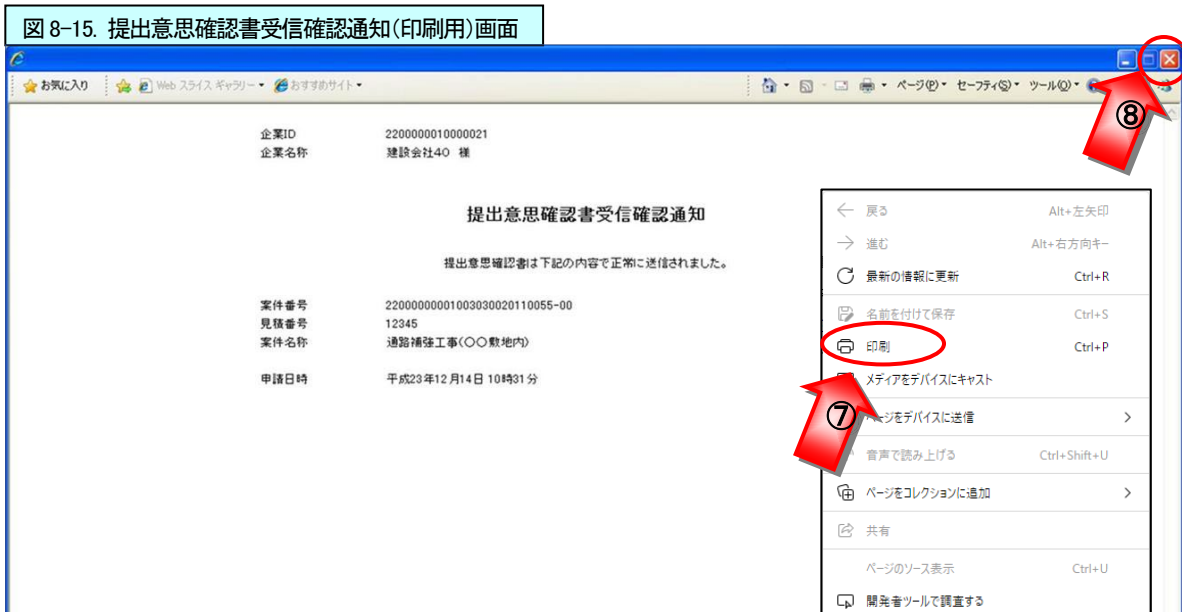 図 8-15. 提出意思確認書受信確認通知(印刷用)画面
お気に入り Web スライス ギャラリー おすすめサイト ページ(P) セーフティ(S) ツール(O)
⑧
企業ID 2200000010000021
企業名称 建設会社40 様
提出意思確認書受信確認通知
提出意思確認書は下記の内容で正常に送信されました。
案件番号 22000000001003030020110055-00
見積番号 12345
案件名称 通路補強工事(〇〇敷地内)
申請日時 平成23年12月14日 10時31分
戻る Alt+左矢印
進む Alt+右方向キー
最新の情報に更新 Ctrl+R
名前を付けて保存 Ctrl+S
印刷 Ctrl+P
メディアをデバイスにキャスト
⑦
ページをデバイスに送信
音声で読み上げる Ctrl+Shift+U
ページをコレクションに追加
共有
ページのソース表示 Ctrl+U
開発者ツールで調査する